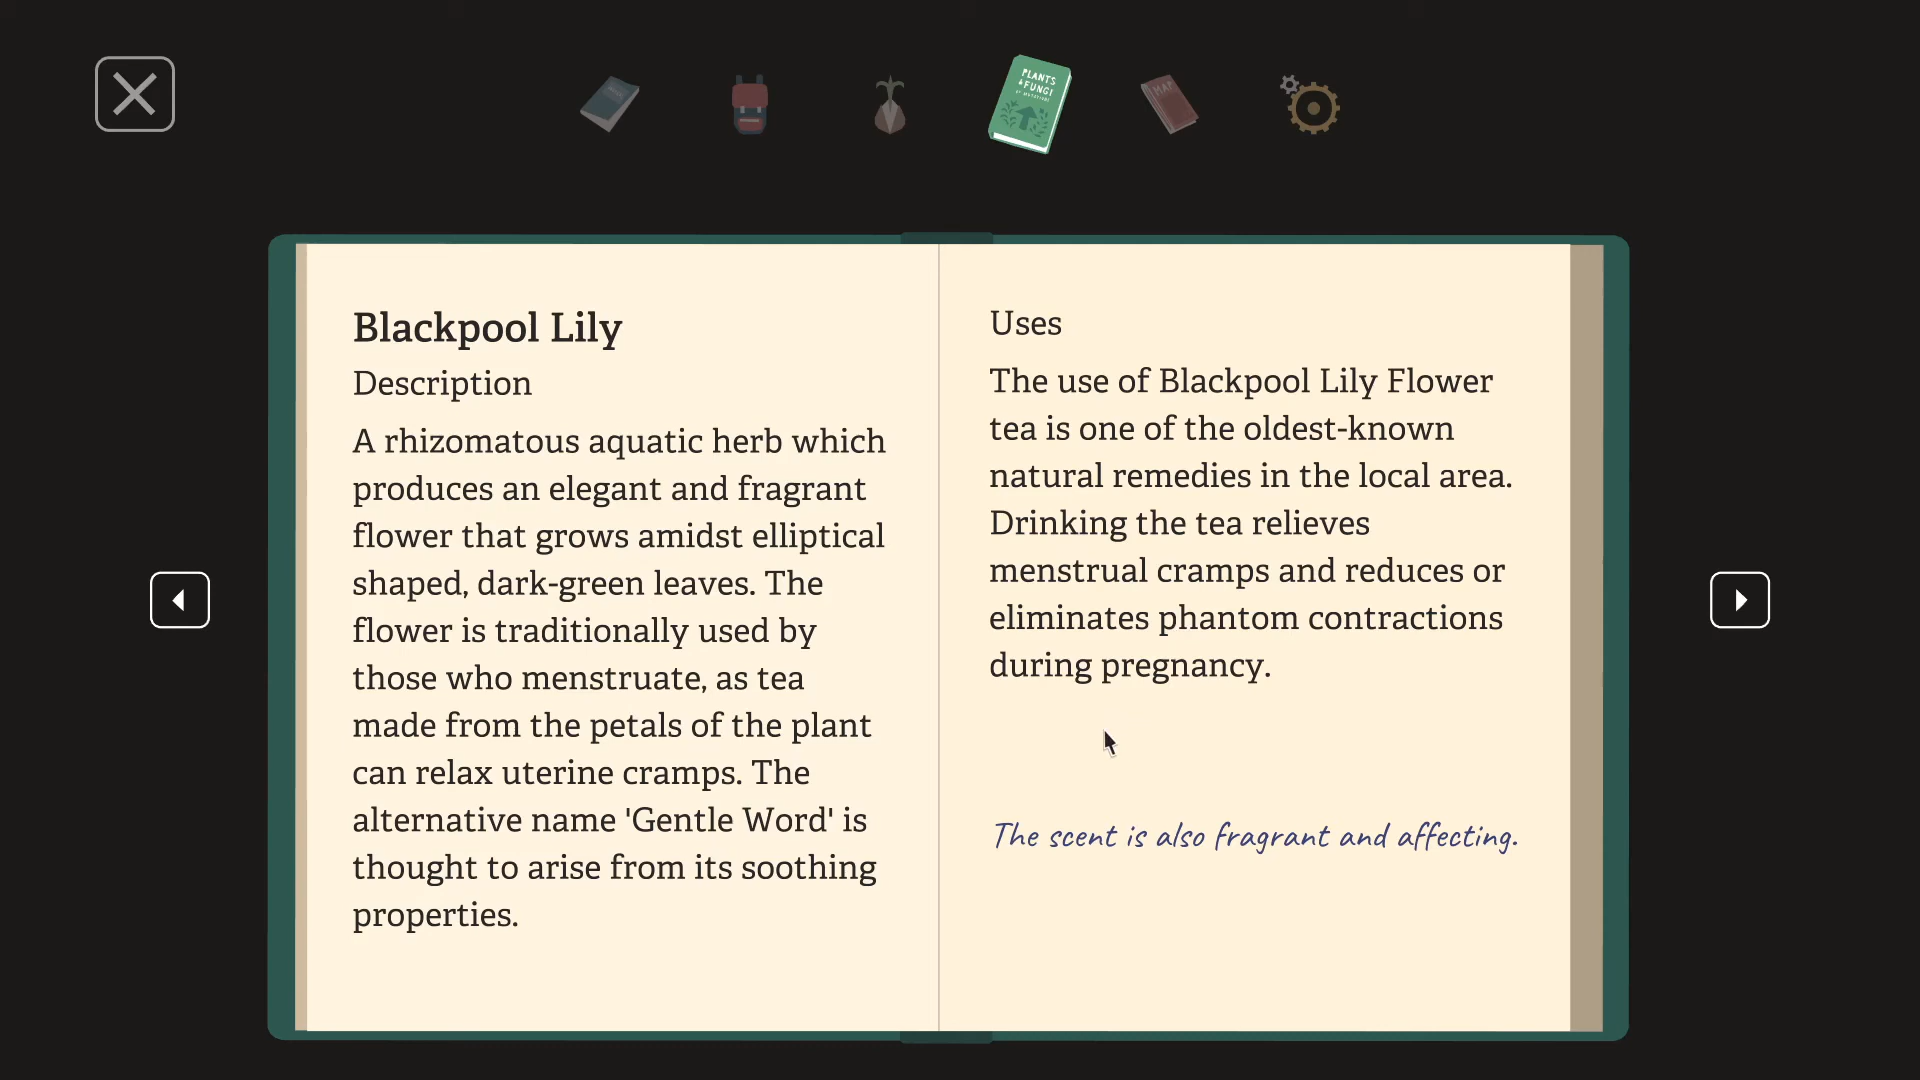 PLANTS
& FUNGI
MAP
Blackpool Lily
Description
A rhizomatous aquatic herb which
produces an elegant and fragrant
flower that grows amidst elliptical
shaped, dark-green leaves. The
flower is traditionally used by
those who menstruate, as tea
made from the petals of the plant
can relax uterine cramps. The
alternative name 'Gentle Word' is
thought to arise from its soothing
properties.
Uses
The use of Blackpool Lily Flower
tea is one of the oldest-known
natural remedies in the local area.
Drinking the tea relieves
menstrual cramps and reduces or
eliminates phantom contractions
during pregnancy.
The scent is also fragrant and affecting.